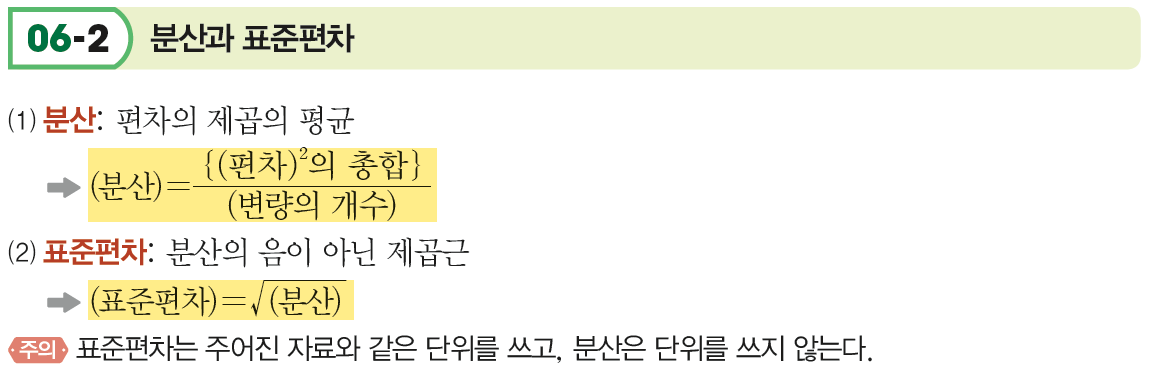 06-2 분산과 표준편차
(1) 분산: 편차의 제곱의 평균
➡ (분산)={(편차)²의 총합}/(변량의 개수)
(2) 표준편차: 분산의 음이 아닌 제곱근
➡ (표준편차)=√(분산)
주의 표준편차는 주어진 자료와 같은 단위를 쓰고, 분산은 단위를 쓰지 않는다.